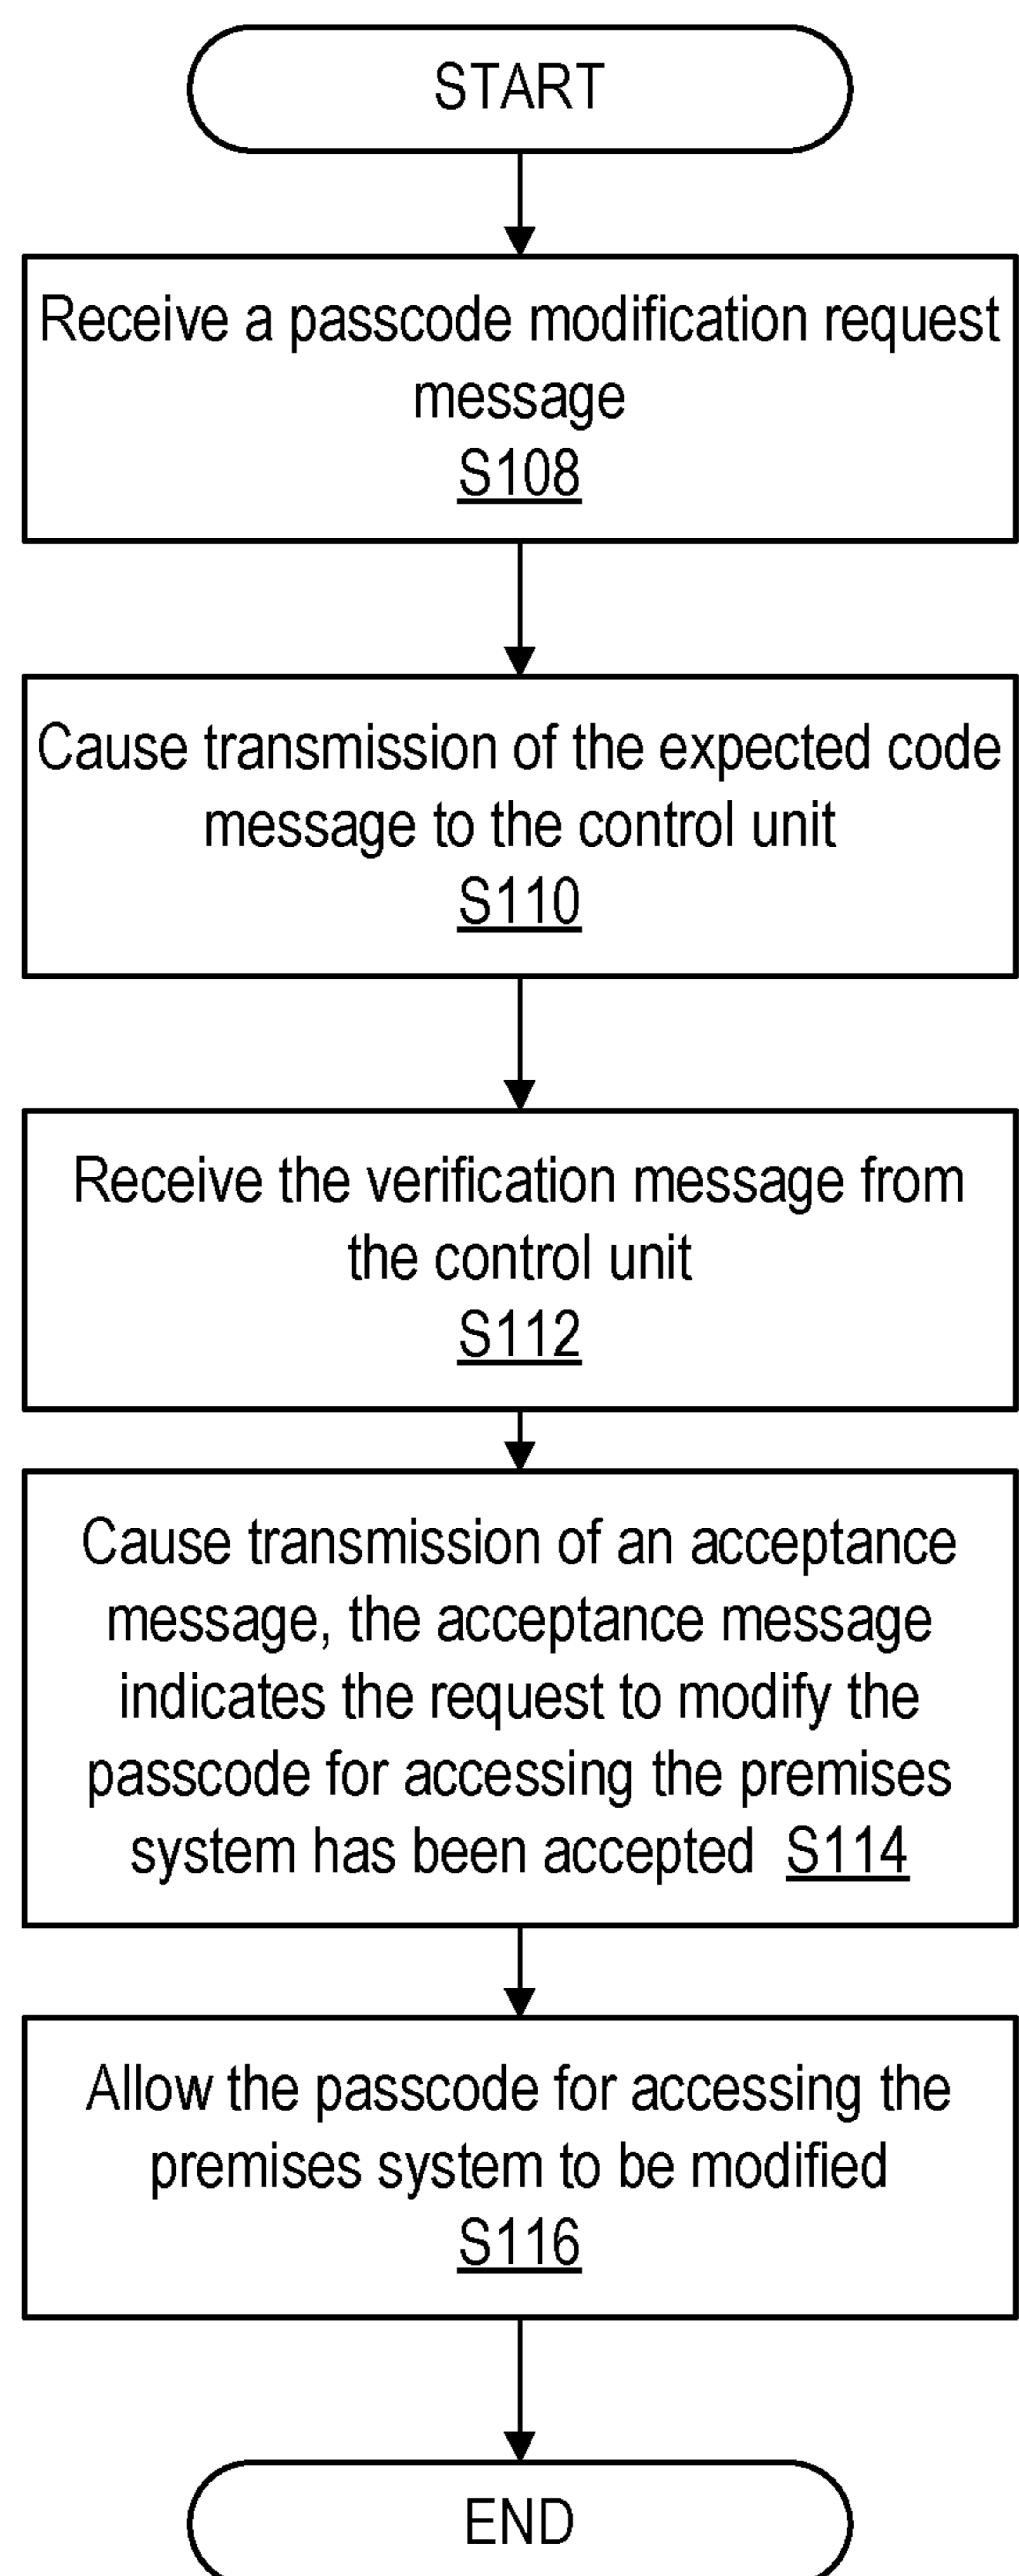 START
Receive a passcode modification request
message
S108
Cause transmission of the expected code
message to the control unit
S110
Receive the verification message from
the control unit
S112
Cause transmission of an acceptance
message, the acceptance message
indicates the request to modify the
passcode for accessing the premises
system has been accepted S114
Allow the passcode for accessing the
premises system to be modified
S116
END